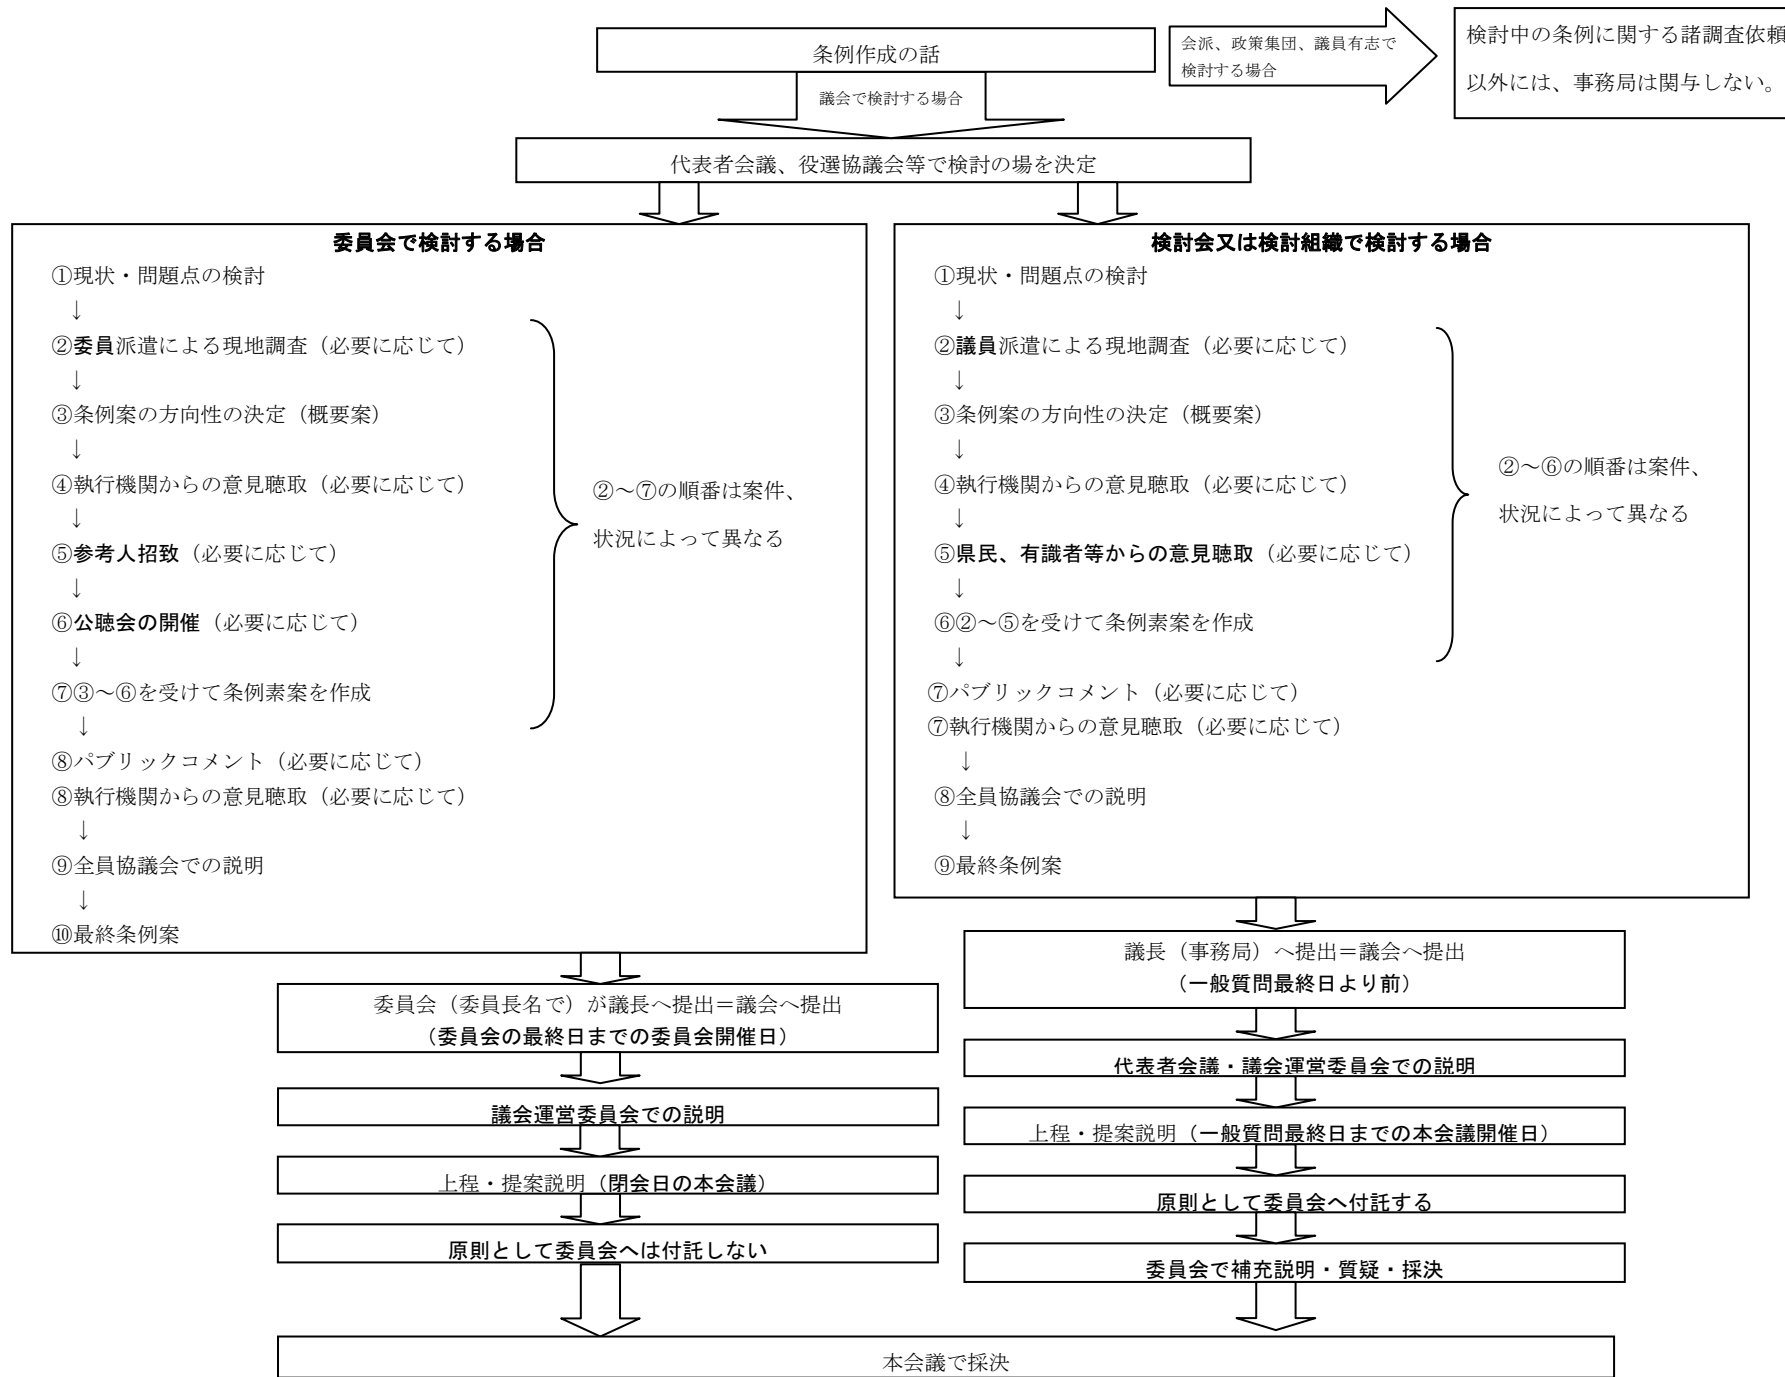 条例作成の話
会派、政策集団、議員有志で
検討する場合
検討中の条例に関する諸調査依頼
以外には、事務局は関与しない。
議会で検討する場合
代表者会議、役選協議会等で検討の場を決定
委員会で検討する場合
①現状・問題点の検討
↓
②委員派遣による現地調査（必要に応じて）
↓
③条例案の方向性の決定（概要案）
↓
④執行機関からの意見聴取（必要に応じて）
↓
⑤参考人招致（必要に応じて）
↓
⑥公聴会の開催（必要に応じて）
↓
⑦③～⑥を受けて条例素案を作成
↓
⑧パブリックコメント（必要に応じて）
⑧執行機関からの意見聴取（必要に応じて）
↓
⑨全員協議会での説明
↓
⑩最終条例案
②～⑦の順番は案件、
状況によって異なる
検討会又は検討組織で検討する場合
①現状・問題点の検討
↓
②議員派遣による現地調査（必要に応じて）
↓
③条例案の方向性の決定（概要案）
↓
④執行機関からの意見聴取（必要に応じて）
↓
⑤県民、有識者等からの意見聴取（必要に応じて）
↓
⑥②～⑤を受けて条例素案を作成
↓
⑦パブリックコメント（必要に応じて）
⑦執行機関からの意見聴取（必要に応じて）
↓
⑧全員協議会での説明
↓
⑨最終条例案
②～⑥の順番は案件、
状況によって異なる
委員会（委員長名で）が議長へ提出＝議会へ提出
（委員会の最終日までの委員会開催日）
議会運営委員会での説明
上程・提案説明（閉会日の本会議）
原則として委員会へは付託しない
議長（事務局）へ提出＝議会へ提出
（一般質問最終日より前）
代表者会議・議会運営委員会での説明
上程・提案説明（一般質問最終日までの本会議開催日）
原則として委員会へ付託する
委員会で補充説明・質疑・採決
本会議で採決